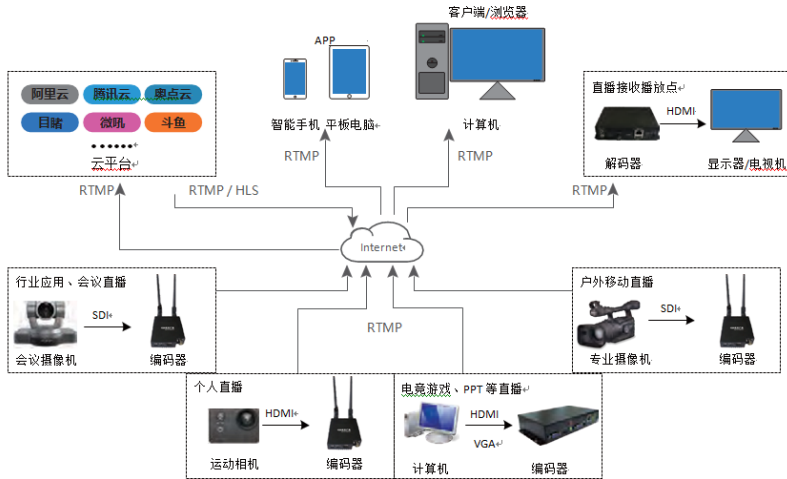 客户端/浏览器
APP
阿里云 腾讯云 奥点云
目睹 微吼 斗鱼
......
云平台
智能手机 平板电脑
计算机
直播接收播放点
HDMI
解码器
显示器/电视机
RTMP
RTMP / HLS
RTMP
RTMP
RTMP
Internet
行业应用、会议直播
SDI
会议摄像机
编码器
RTMP
户外移动直播
SDI
专业摄像机
编码器
个人直播
HDMI
运动相机
编码器
电竟游戏、PPT 等直播
HDMI
VGA
计算机
编码器